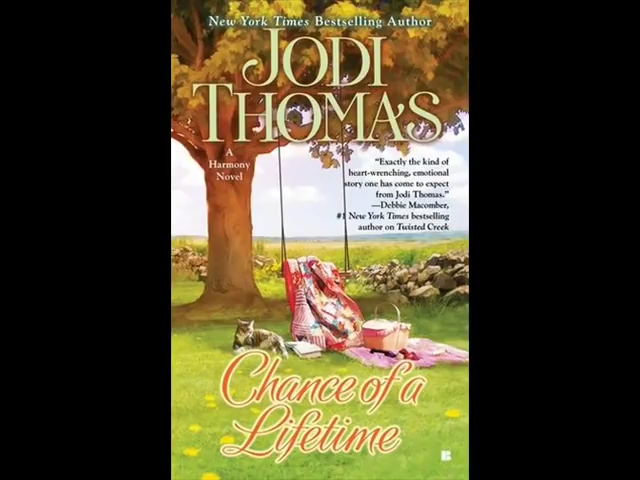 New York Times Bestselling Author
JODI
THOMAS
A
Harmony
Novel
“Exactly the kind of
heart-wrenching, emotional
story one has come to expect
from Jodi Thomas.”
—Debbie Macomber,
#1 New York Times bestselling
author on Twisted Creek
Chance of a
Lifetime
B